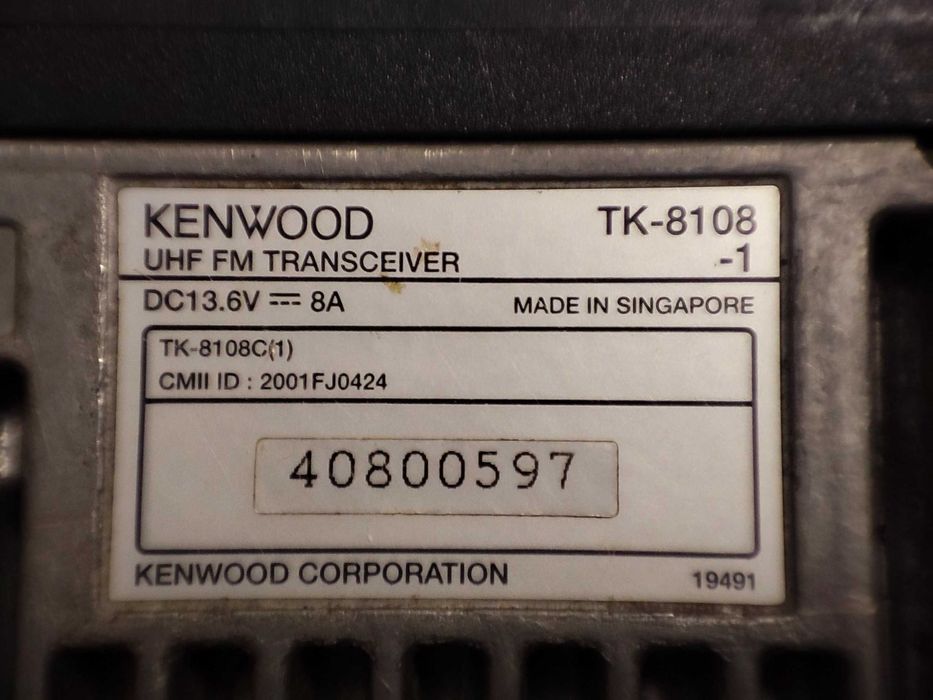 KENWOOD TK-8108
UHF FM TRANSCEIVER -1
DC13.6V ⎓ 8A MADE IN SINGAPORE
TK-8108C(1)
CMII ID : 2001FJ0424
40800597
KENWOOD CORPORATION 19491